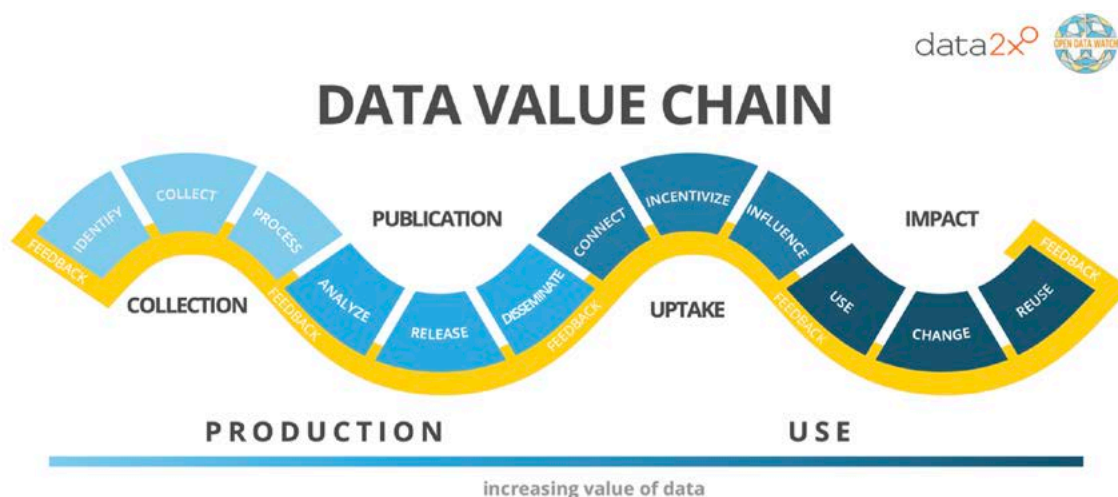 data2x
OPEN DATA WATCH
DATA VALUE CHAIN
IDENTIFY
COLLECT
PROCESS
FEEDBACK
COLLECTION
PUBLICATION
ANALYZE
RELEASE
DISSEMINATE
FEEDBACK
FEEDBACK
CONNECT
INCENTIVIZE
INFLUENCE
UPTAKE
FEEDBACK
IMPACT
USE
CHANGE
REUSE
FEEDBACK
PRODUCTION
USE
increasing value of data